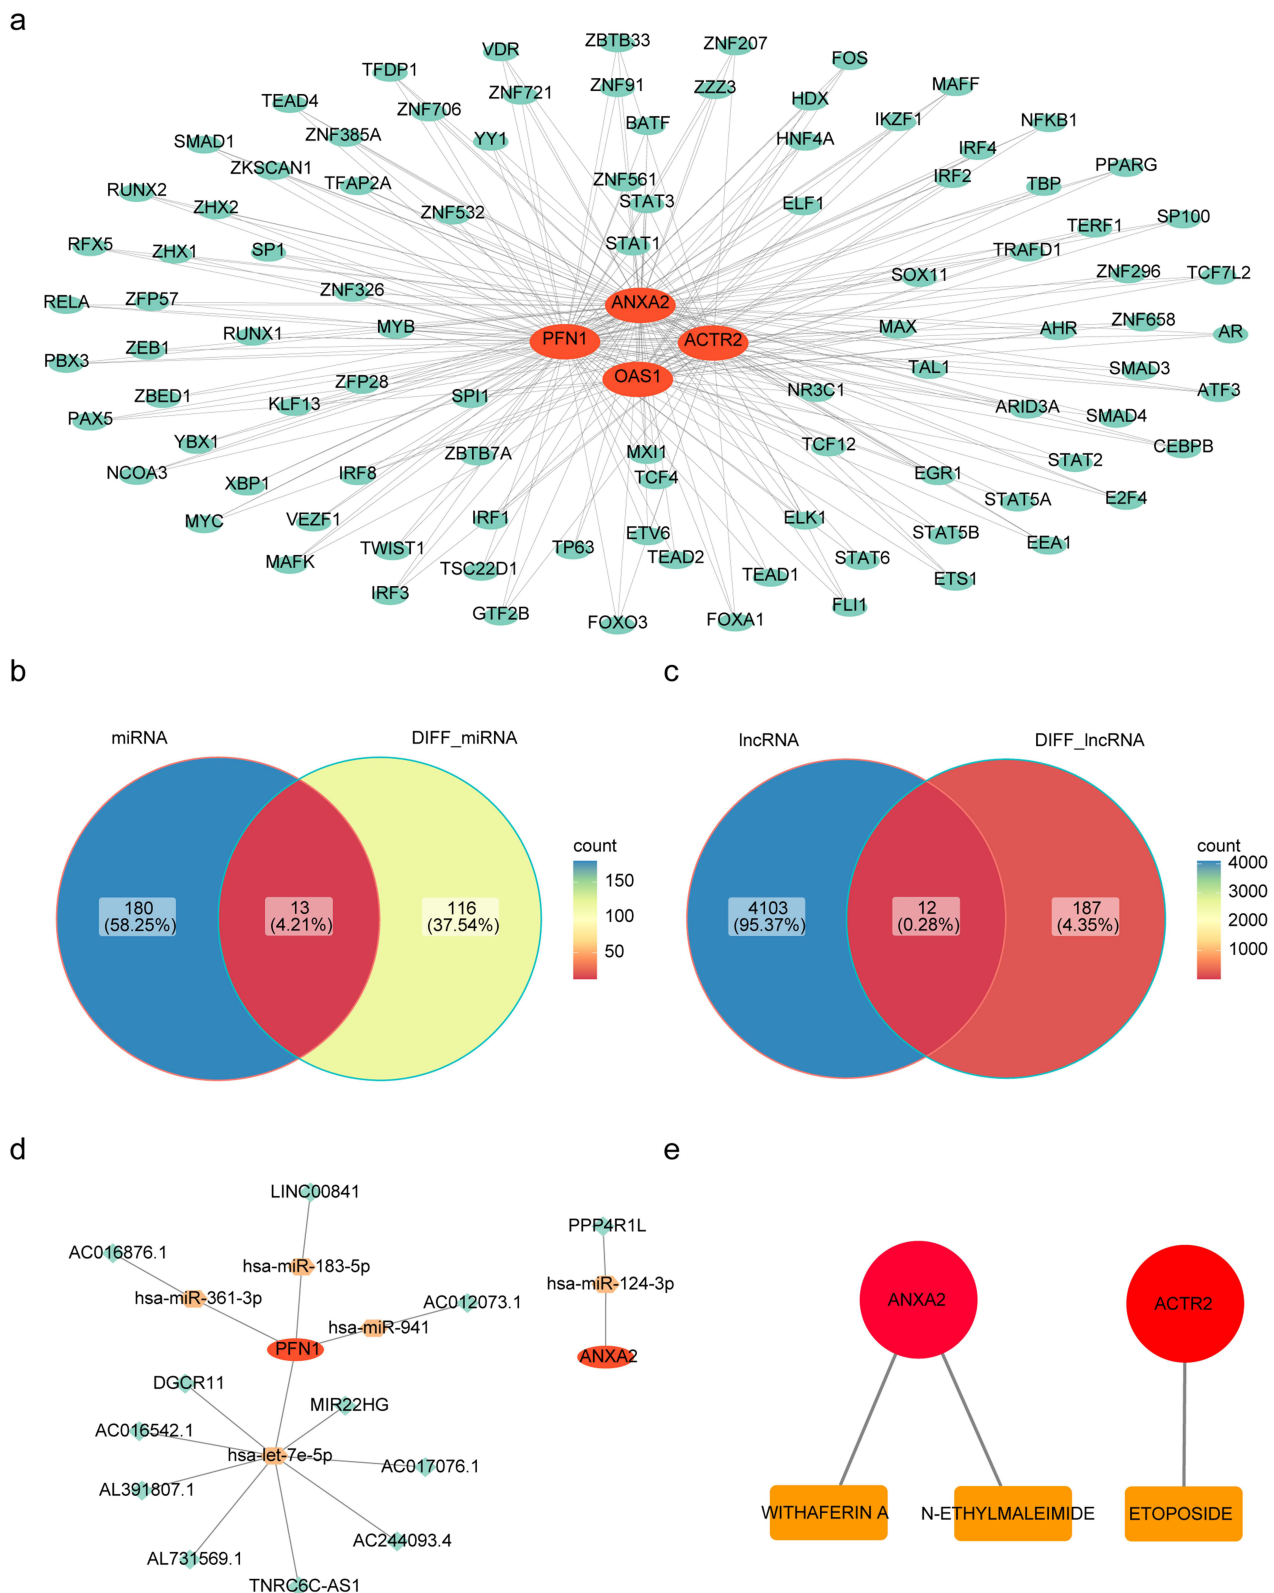 a
ZBTB33
ZNF207
VDR
FOS
TFDP1
MAFF
ZNF91
ZZZ3
ZNF721
HDX
TEAD4
ZNF706
IKZF1
NFKB1
BATF
ZNF385A
YY1
HNF4A
SMAD1
IRF4
ZKSCAN1
PPARG
TFAP2A
ZNF561
IRF2
TBP
RUNX2
STAT3
ELF1
ZHX2
ZNF532
SP100
TERF1
RFX5
ZHX1
SP1
STAT1
TRAFD1
SOX11
ZNF296
TCF7L2
ZNF326
RELA
ZFP57
ANXA2
ZNF658
RUNX1
MYB
MAX
AHR
AR
PFN1
ACTR2
PBX3
ZEB1
OAS1
TAL1
SMAD3
ZFP28
NR3C1
ATF3
ZBED1
KLF13
SPI1
ARID3A
SMAD4
PAX5
YBX1
TCF12
CEBPB
ZBTB7A
MXI1
STAT2
NCOA3
XBP1
IRF8
TCF4
EGR1
STAT5A
E2F4
MYC
VEZF1
IRF1
ELK1
ETV6
STAT5B
EEA1
TWIST1
TP63
TEAD2
STAT6
MAFK
TSC22D1
TEAD1
ETS1
IRF3
GTF2B
FOXO3
FOXA1
FLI1
b
miRNA
DIFF_miRNA
180
(58.25%)
13
(4.21%)
116
(37.54%)
count
150
100
50
c
lncRNA
DIFF_lncRNA
4103
(95.37%)
12
(0.28%)
187
(4.35%)
count
4000
3000
2000
1000
d
LINC00841
AC016876.1
hsa-miR-183-5p
hsa-miR-361-3p
AC012073.1
hsa-miR-941
PFN1
DGCR11
MIR22HG
AC016542.1
hsa-let-7e-5p
AC017076.1
AL391807.1
AC244093.4
AL731569.1
TNRC6C-AS1
PPP4R1L
hsa-miR-124-3p
ANXA2
e
ANXA2
ACTR2
WITHAFERIN A
N-ETHYLMALEIMIDE
ETOPOSIDE